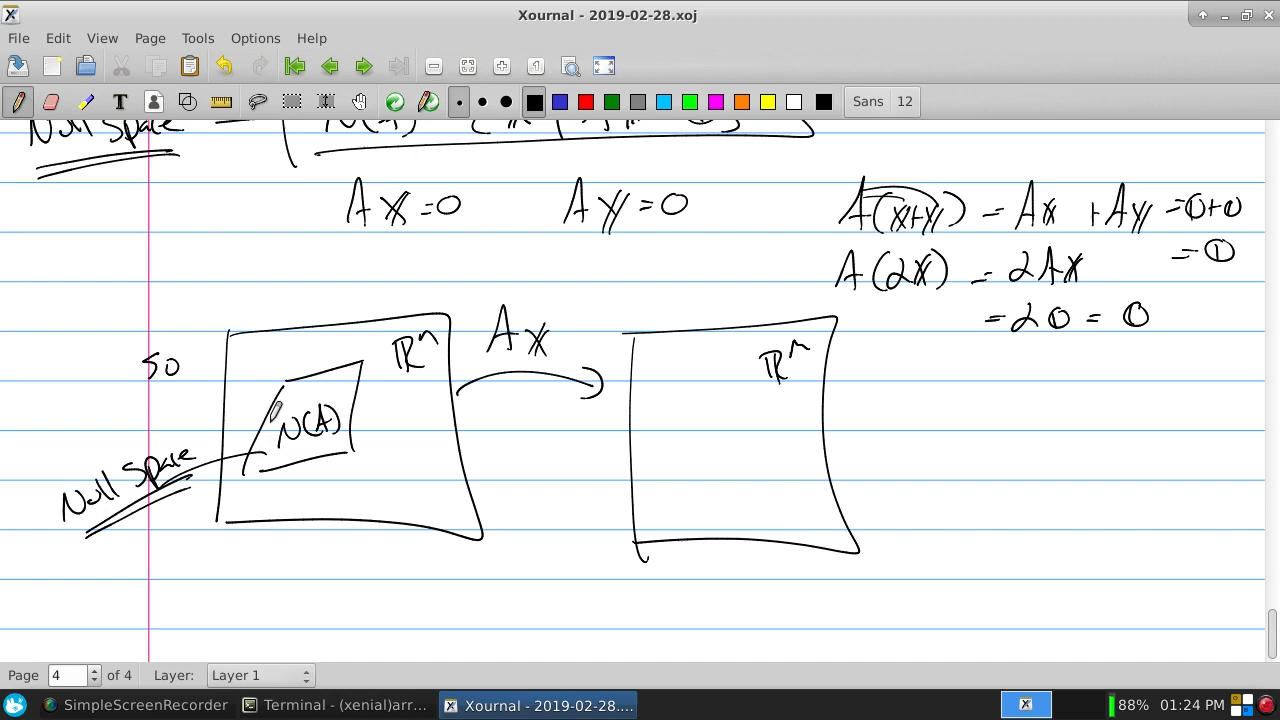 Xournal - 2019-02-28.xoj
File Edit View Page Tools Options Help
Sans 12
Null Space
Ax=0 Ay=0 A(x+y) = Ax +Ay =0+0
=0
A(2x) = 2Ax
= 20 = 0
so N(A) ℝⁿ Ax ℝᵐ
Null Space
Page 4 of 4 Layer: Layer 1
SimpleScreenRecorder Terminal - (xenial)arr... Xournal - 2019-02-28.... 88% 01:24 PM